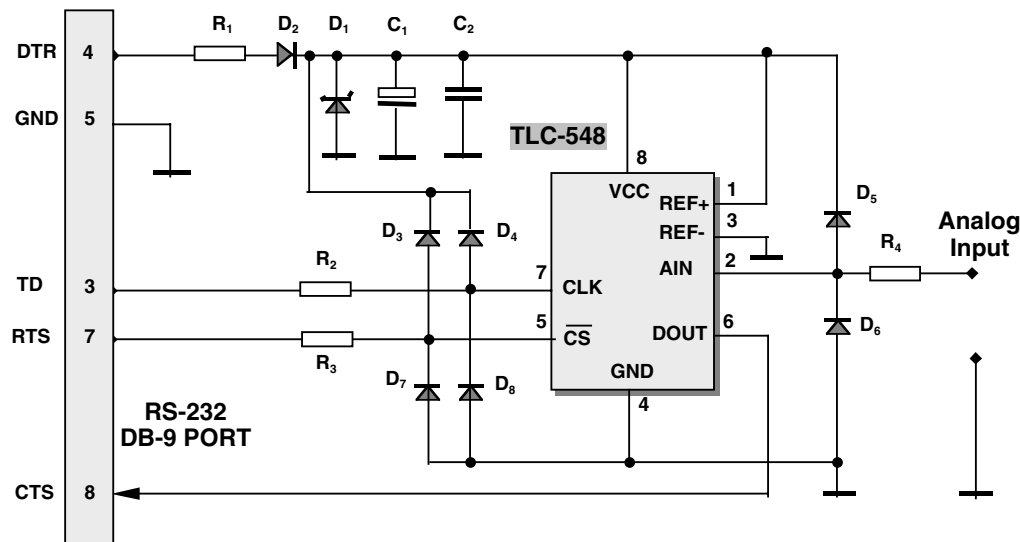 R1 D2 D1 C1 C2
DTR 4
GND 5
TLC-548
8
VCC
1
REF+
3
REF-
D5
Analog
Input
D3 D4
R4
R2
AIN 2
TD 3
7 CLK
RTS 7
5 CS
DOUT 6
D6
R3
GND
D7 D8
4
RS-232
DB-9 PORT
CTS 8